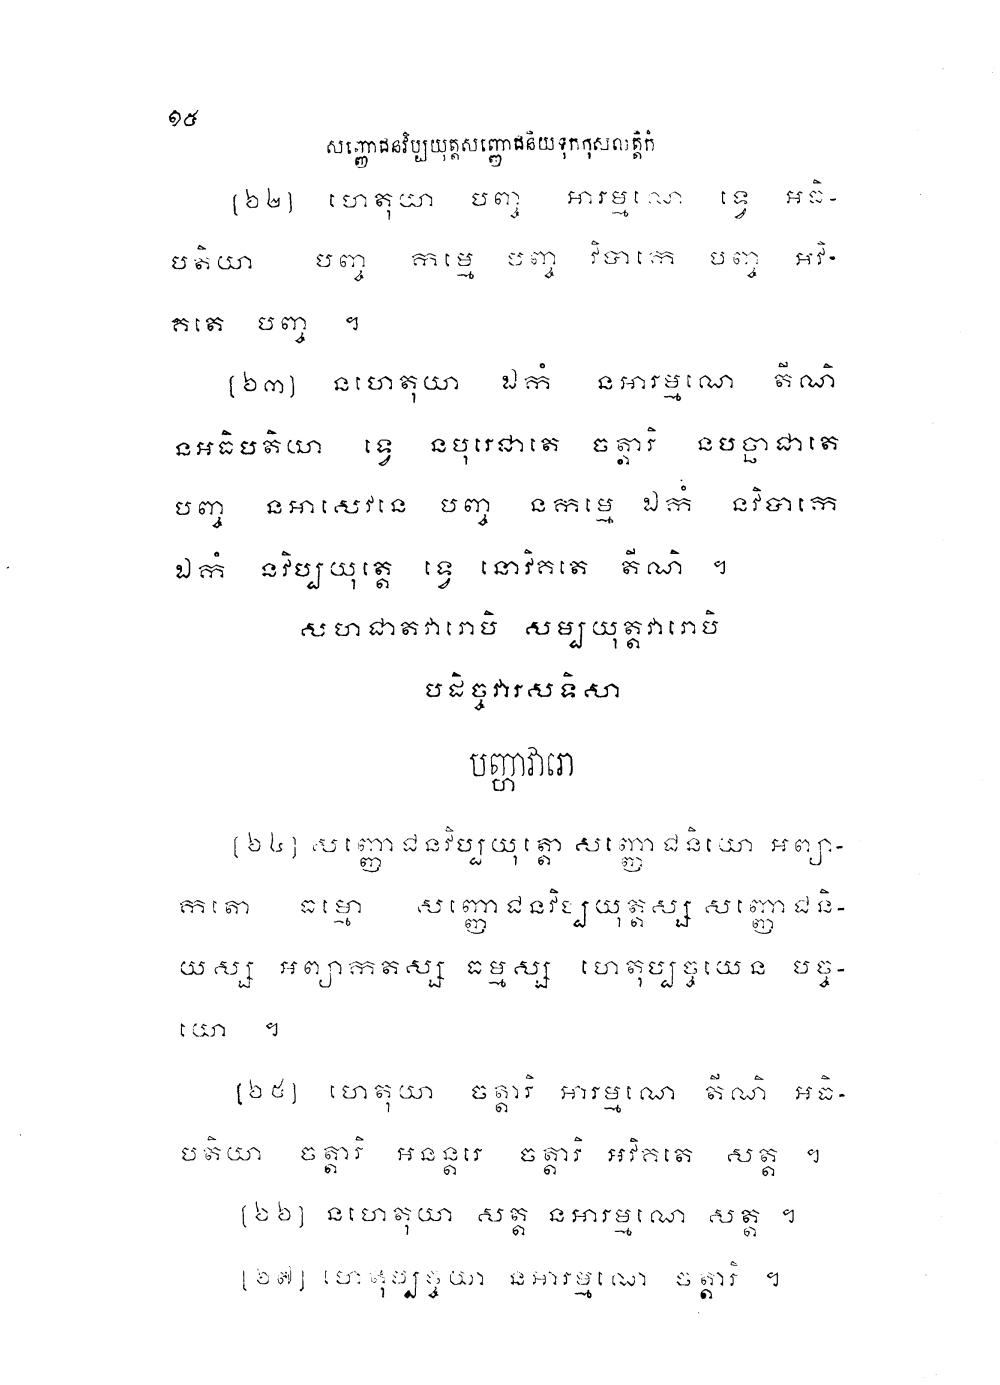 ១៥
សញ្ញោជនវិប្បយុត្តសញ្ញោជនិយទុកកុសលត្តិកំ
(៦២) ហេតុយា បញ្ច អារម្មណេ ទ្វេ អធិ-
បតិយា បញ្ច កម្មេ បញ្ច វិបាកេ បញ្ច អវិ-
គតេ បញ្ច ។
(៦៣) នហេតុយា ឯកំ នអារម្មណេ តីណិ
នអធិបតិយា ទ្វេ នបុរេជាតេ ចត្តារិ នបច្ឆាជាតេ
បញ្ច នអាសេវនេ បញ្ច នកម្មេ ឯកំ នវិបាកេ
ឯកំ នវិប្បយុត្តេ ទ្វេ នោវិគតេ តីណិ ។
សហជាតវារោបិ សម្បយុត្តវារោបិ
បដិច្ចវារសទិសា
បញ្ហាវារោ
(៦៤) សញ្ញោជនវិប្បយុត្តោ សញ្ញោជនិយោ អព្យា-
កតោ ធម្មោ សញ្ញោជនវិប្បយុត្តស្ស សញ្ញោជនិ-
យស្ស អព្យាកតស្ស ធម្មស្ស ហេតុប្បច្ចយេន បច្ច-
យោ ។
(៦៥) ហេតុយា ចត្តារិ អារម្មណេ តីណិ អធិ-
បតិយា ចត្តារិ អនន្តរេ ចត្តារិ អវិគតេ សត្ត ។
(៦៦) នហេតុយា សត្ត នអារម្មណេ សត្ត ។
(៦៧) ហេតុប្បច្ចយា នអារម្មណេ ចត្តារិ ។